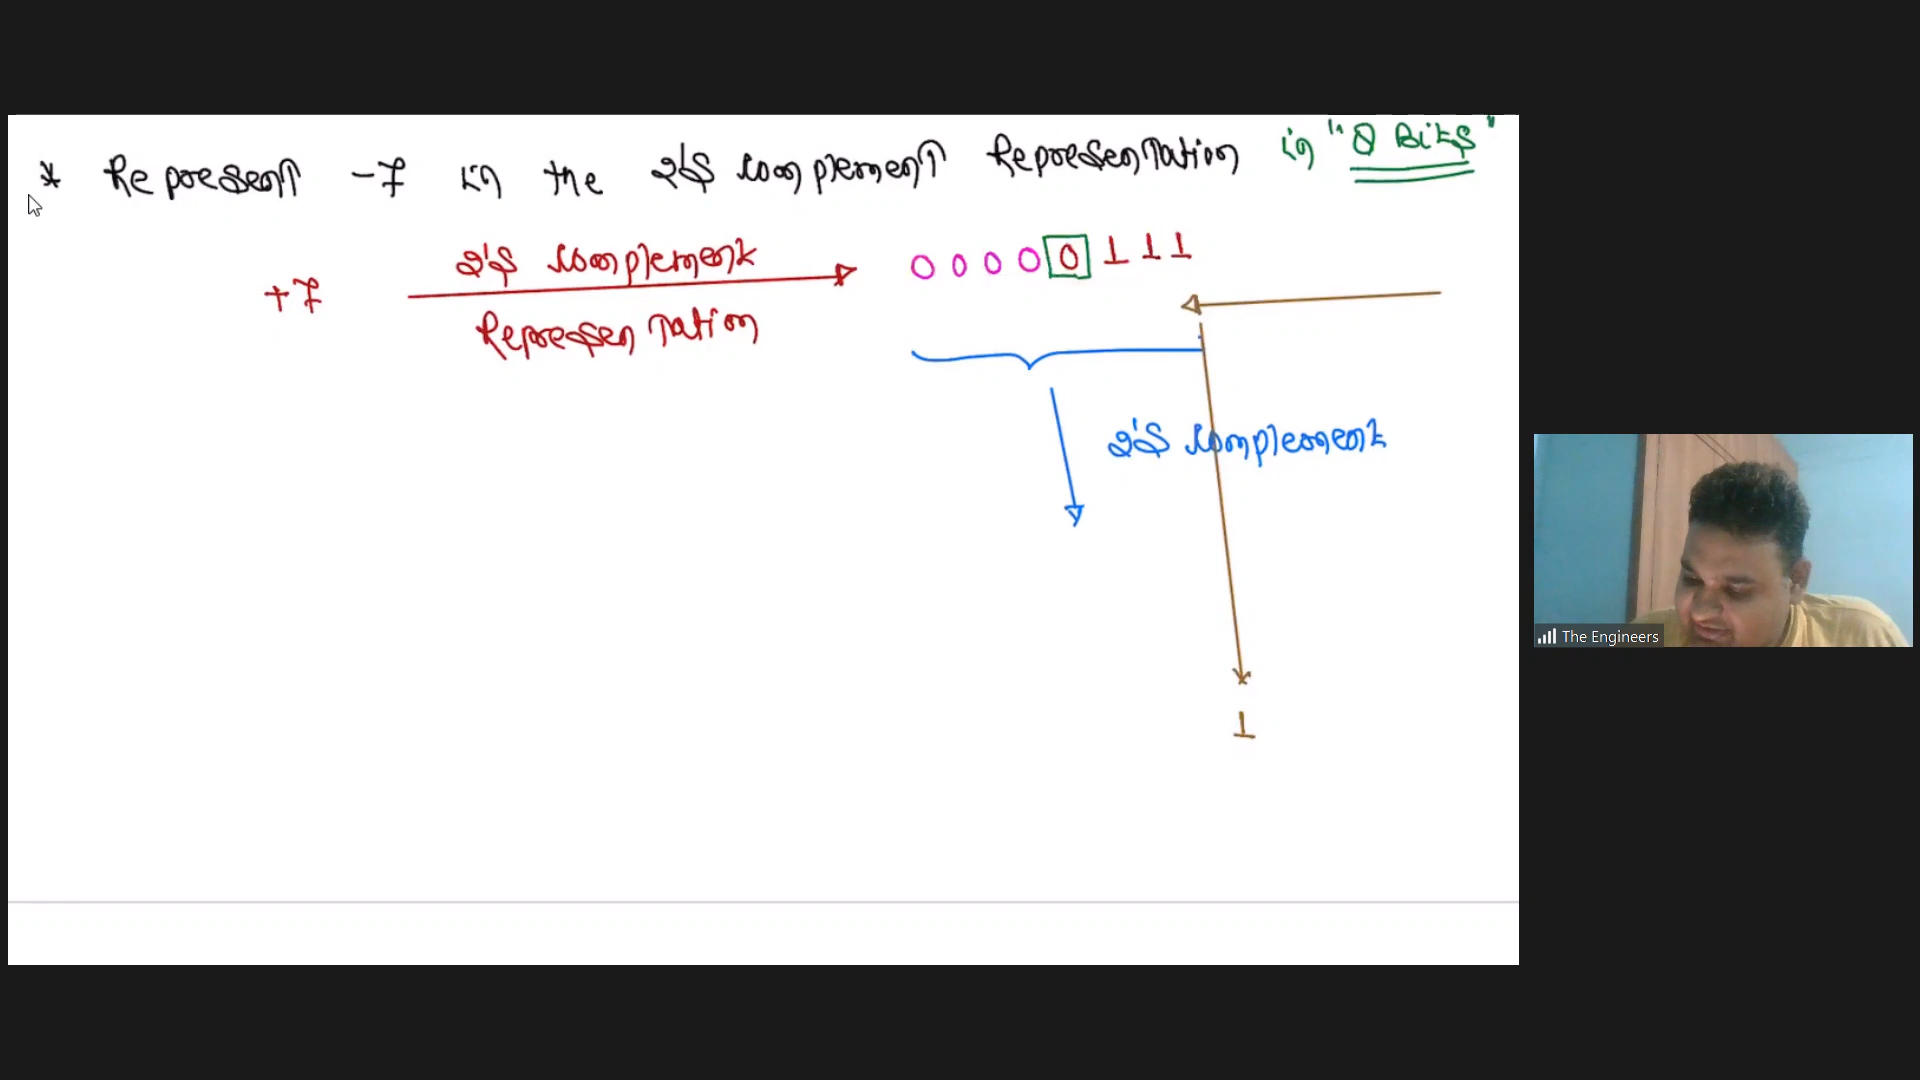 * Represent -7 in the 2's complement Representation in "8 Bits"
+7 2's complement Representation 0 0 0 0 0 1 1 1
2's complement
1
The Engineers